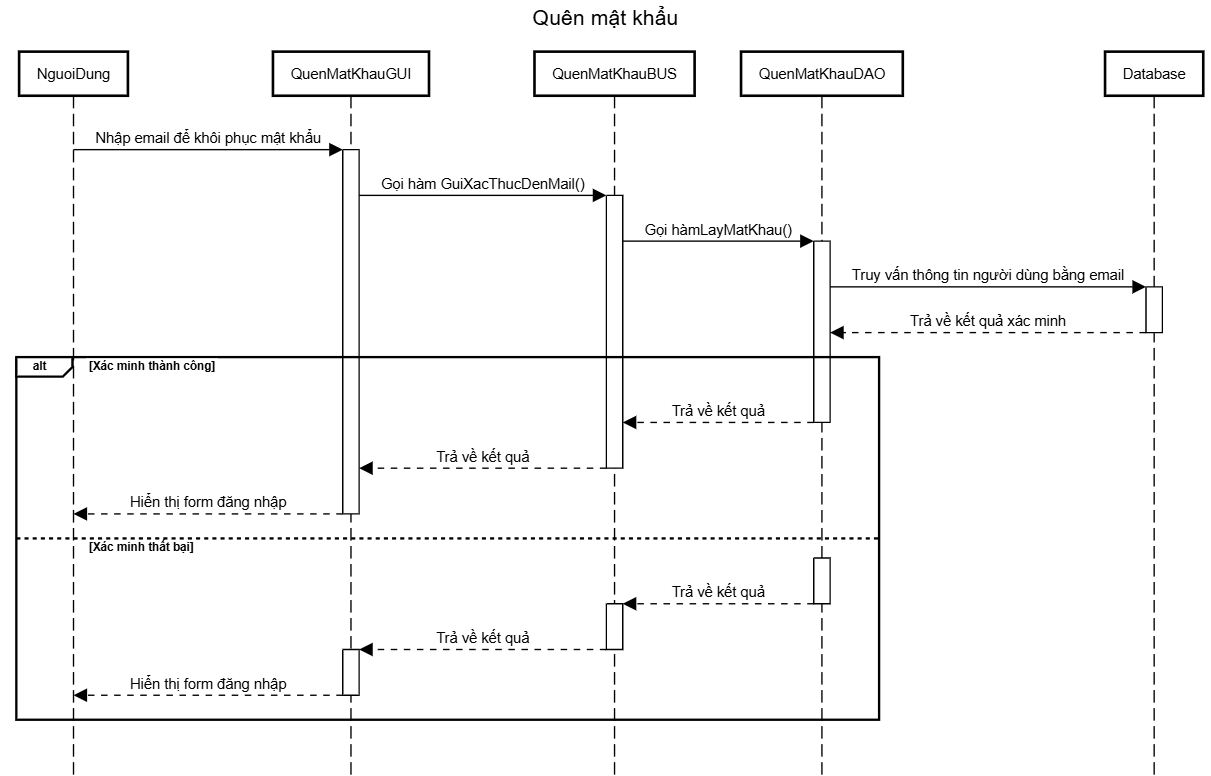 Quên mật khẩu
NguoiDung
QuenMatKhauGUI
QuenMatKhauBUS
QuenMatKhauDAO
Database
Nhập email để khôi phục mật khẩu
Gọi hàm GuiXacThucDenMail()
Gọi hàmLayMatKhau()
Truy vấn thông tin người dùng bằng email
Trả về kết quả xác minh
alt [Xác minh thành công]
Trả về kết quả
Trả về kết quả
Hiển thị form đăng nhập
[Xác minh thất bại]
Trả về kết quả
Trả về kết quả
Hiển thị form đăng nhập